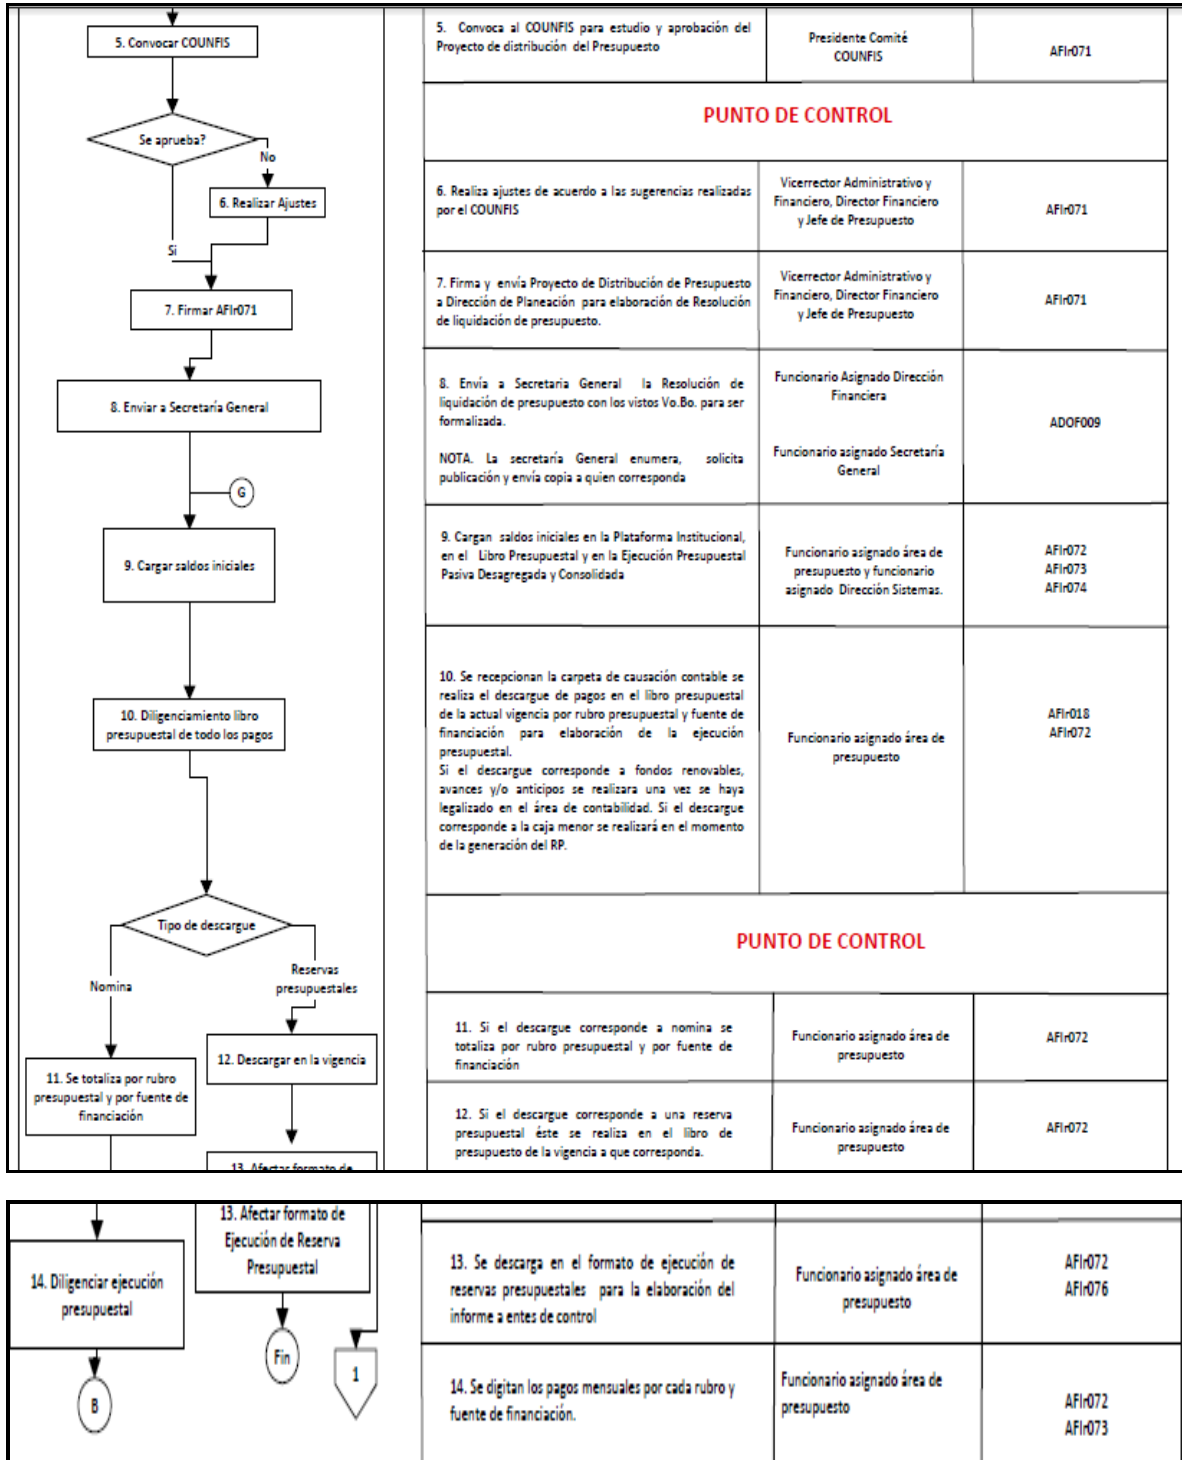 5. Convocar COUNFIS
Se aprueba?
No
6. Realizar Ajustes
Si
7. Firmar AFIr071
8. Enviar a Secretaría General
G
9. Cargar saldos iniciales
10. Diligenciamiento libro
presupuestal de todo los pagos
Tipo de descargue
Nomina
Reservas
presupuestales
12. Descargar en la vigencia
11. Se totaliza por rubro
presupuestal y por fuente de
financiación
13. Afectar formato de
5. Convoca al COUNFIS para estudio y aprobación del
Proyecto de distribución del Presupuesto
Presidente Comité
COUNFIS
AFIr071
PUNTO DE CONTROL
6. Realiza ajustes de acuerdo a las sugerencias realizadas
por el COUNFIS
Vicerrector Administrativo y
Financiero, Director Financiero
y Jefe de Presupuesto
AFIr071
7. Firma y envía Proyecto de Distribución de Presupuesto
a Dirección de Planeación para elaboración de Resolución
de liquidación de presupuesto.
Vicerrector Administrativo y
Financiero, Director Financiero
y Jefe de Presupuesto
AFIr071
8. Envía a Secretaria General la Resolución de
liquidación de presupuesto con los vistos Vo.Bo. para ser
formalizada.
NOTA. La secretaría General enumera, solicita
publicación y envía copia a quien corresponda
Funcionario Asignado Dirección
Financiera
Funcionario asignado Secretaría
General
ADOF009
9. Cargan saldos iniciales en la Plataforma Institucional,
en el Libro Presupuestal y en la Ejecución Presupuestal
Pasiva Desagregada y Consolidada
Funcionario asignado área de
presupuesto y funcionario
asignado Dirección Sistemas.
AFIr072
AFIr073
AFIr074
10. Se recepcionan la carpeta de causación contable se
realiza el descargue de pagos en el libro presupuestal
de la actual vigencia por rubro presupuestal y fuente de
financiación para elaboración de la ejecución
presupuestal.
Si el descargue corresponde a fondos renovables,
avances y/o anticipos se realizara una vez se haya
legalizado en el área de contabilidad. Si el descargue
corresponde a la caja menor se realizará en el momento
de la generación del RP.
Funcionario asignado área de
presupuesto
AFIr018
AFIr072
PUNTO DE CONTROL
11. Si el descargue corresponde a nomina se
totaliza por rubro presupuestal y por fuente de
financiación
Funcionario asignado área de
presupuesto
AFIr072
12. Si el descargue corresponde a una reserva
presupuestal éste se realiza en el libro de
presupuesto de la vigencia a que corresponda.
Funcionario asignado área de
presupuesto
AFIr072
13. Afectar formato de
Ejecución de Reserva
Presupuestal
14. Diligenciar ejecución
presupuestal
Fin
1
B
13. Se descarga en el formato de ejecución de
reservas presupuestales para la elaboración del
informe a entes de control
Funcionario asignado área de
presupuesto
AFIr072
AFIr076
14. Se digitan los pagos mensuales por cada rubro y
fuente de financiación.
Funcionario asignado área de
presupuesto
AFIr072
AFIr073